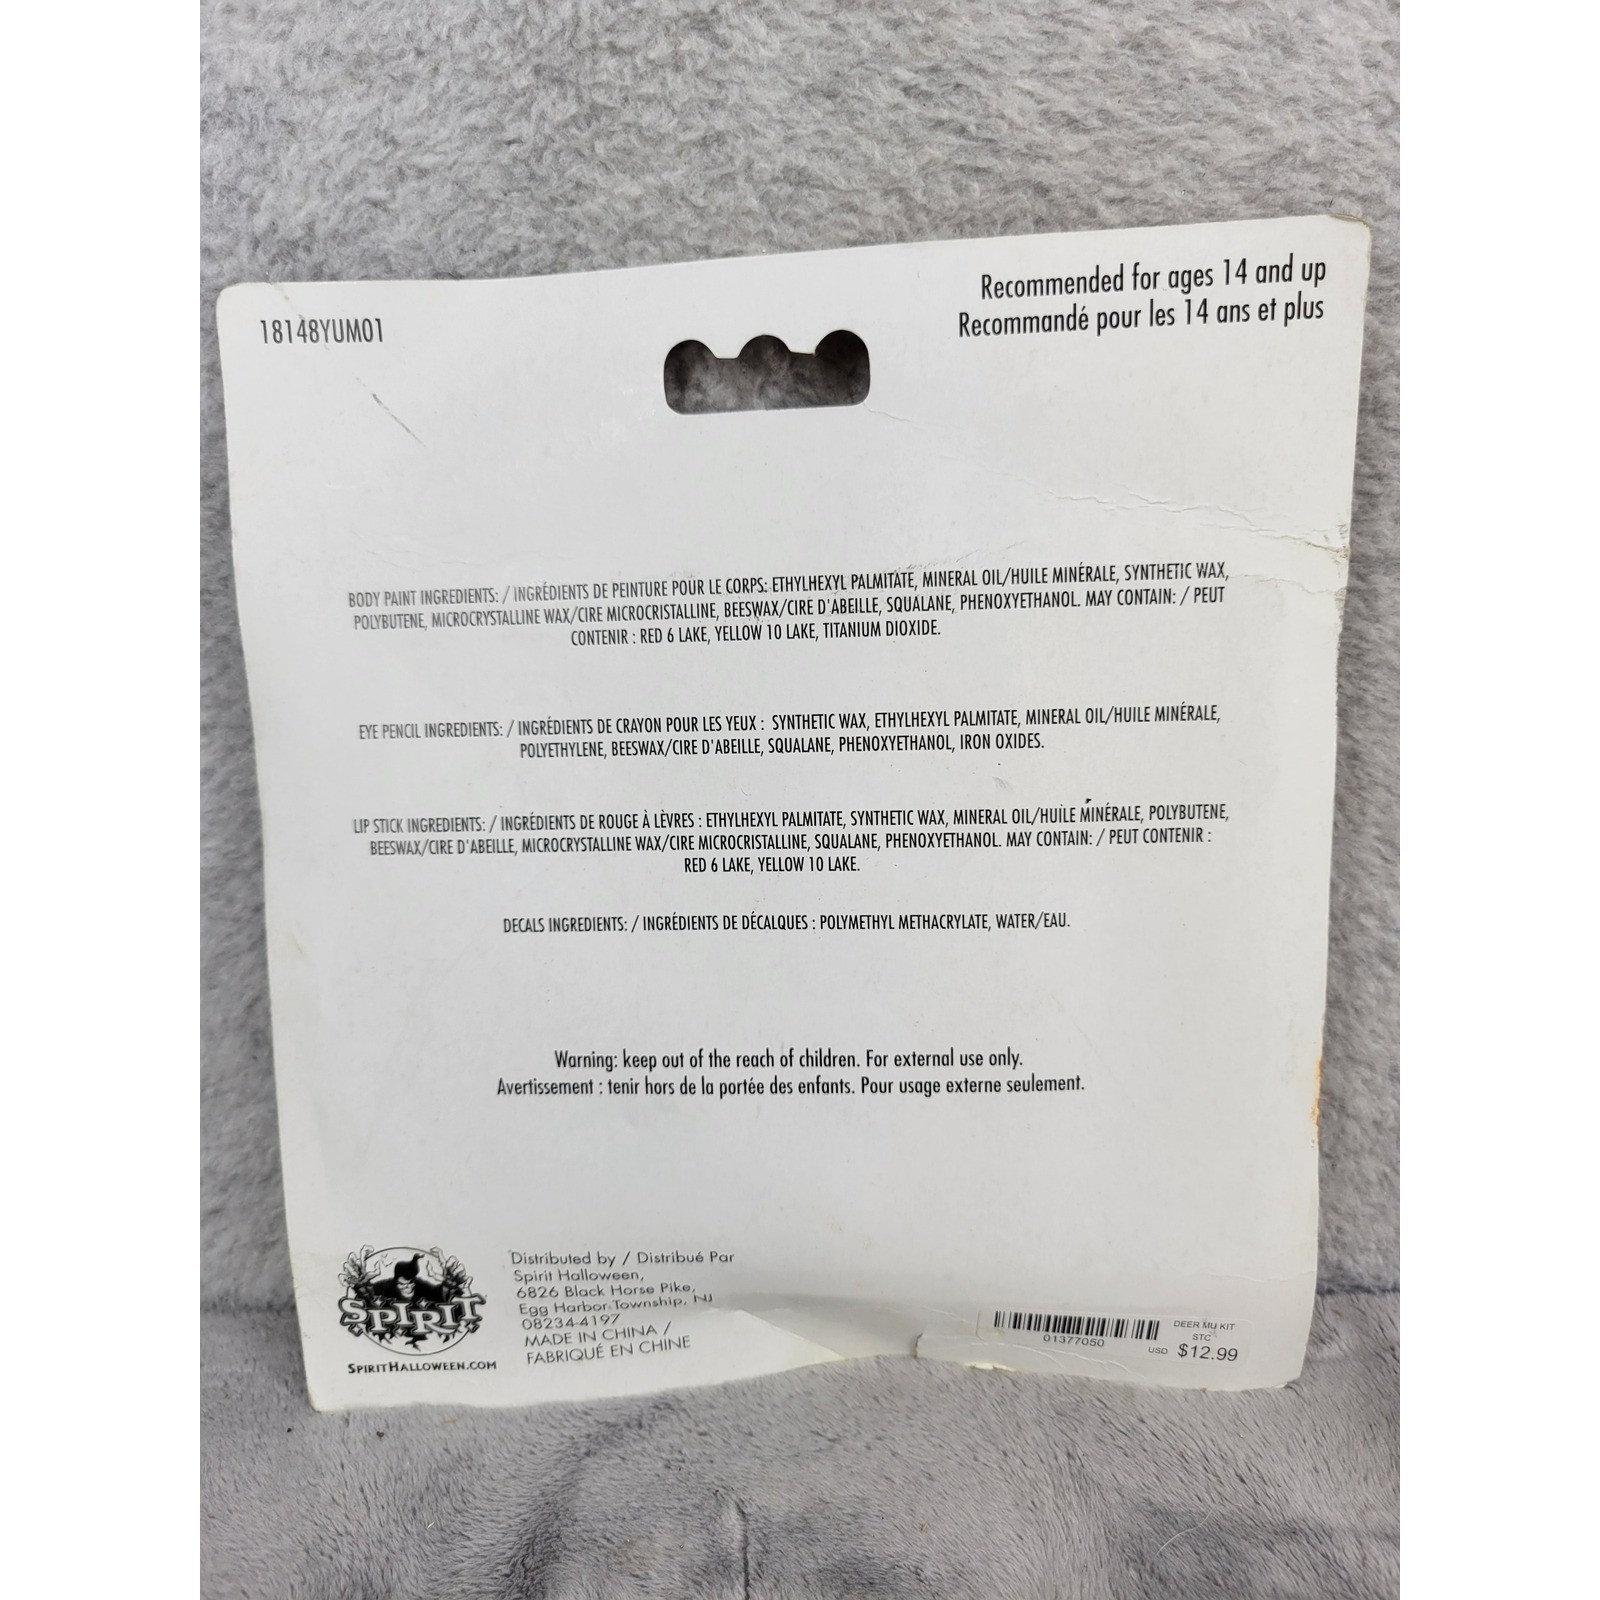 18148YUM01
Recommended for ages 14 and up
Recommandé pour les 14 ans et plus
BODY PAINT INGREDIENTS: / INGRÉDIENTS DE PEINTURE POUR LE CORPS: ETHYLHEXYL PALMITATE, MINERAL OIL/HUILE MINÉRALE, SYNTHETIC WAX,
POLYBUTENE, MICROCRYSTALLINE WAX/CIRE MICROCRISTALLINE, BEESWAX/CIRE D'ABEILLE, SQUALANE, PHENOXYETHANOL. MAY CONTAIN: / PEUT
CONTENIR : RED 6 LAKE, YELLOW 10 LAKE, TITANIUM DIOXIDE.
EYE PENCIL INGREDIENTS: / INGRÉDIENTS DE CRAYON POUR LES YEUX : SYNTHETIC WAX, ETHYLHEXYL PALMITATE, MINERAL OIL/HUILE MINÉRALE,
POLYETHYLENE, BEESWAX/CIRE D'ABEILLE, SQUALANE, PHENOXYETHANOL, IRON OXIDES.
LIP STICK INGREDIENTS: / INGRÉDIENTS DE ROUGE À LÈVRES : ETHYLHEXYL PALMITATE, SYNTHETIC WAX, MINERAL OIL/HUILE MINÉRALE, POLYBUTENE,
BEESWAX/CIRE D'ABEILLE, MICROCRYSTALLINE WAX/CIRE MICROCRISTALLINE, SQUALANE, PHENOXYETHANOL. MAY CONTAIN: / PEUT CONTENIR :
RED 6 LAKE, YELLOW 10 LAKE.
DECALS INGREDIENTS: / INGRÉDIENTS DE DÉCALQUES : POLYMETHYL METHACRYLATE, WATER/EAU.
Warning: keep out of the reach of children. For external use only.
Avertissement : tenir hors de la portée des enfants. Pour usage externe seulement.
SPIRIT
SPIRITHALLOWEEN.COM
Distributed by / Distribué Par
Spirit Halloween,
6826 Black Horse Pike,
Egg Harbor Township, NJ
08234-4197
MADE IN CHINA /
FABRIQUÉ EN CHINE
01377050
DEER MU KIT
STC
USD $12.99